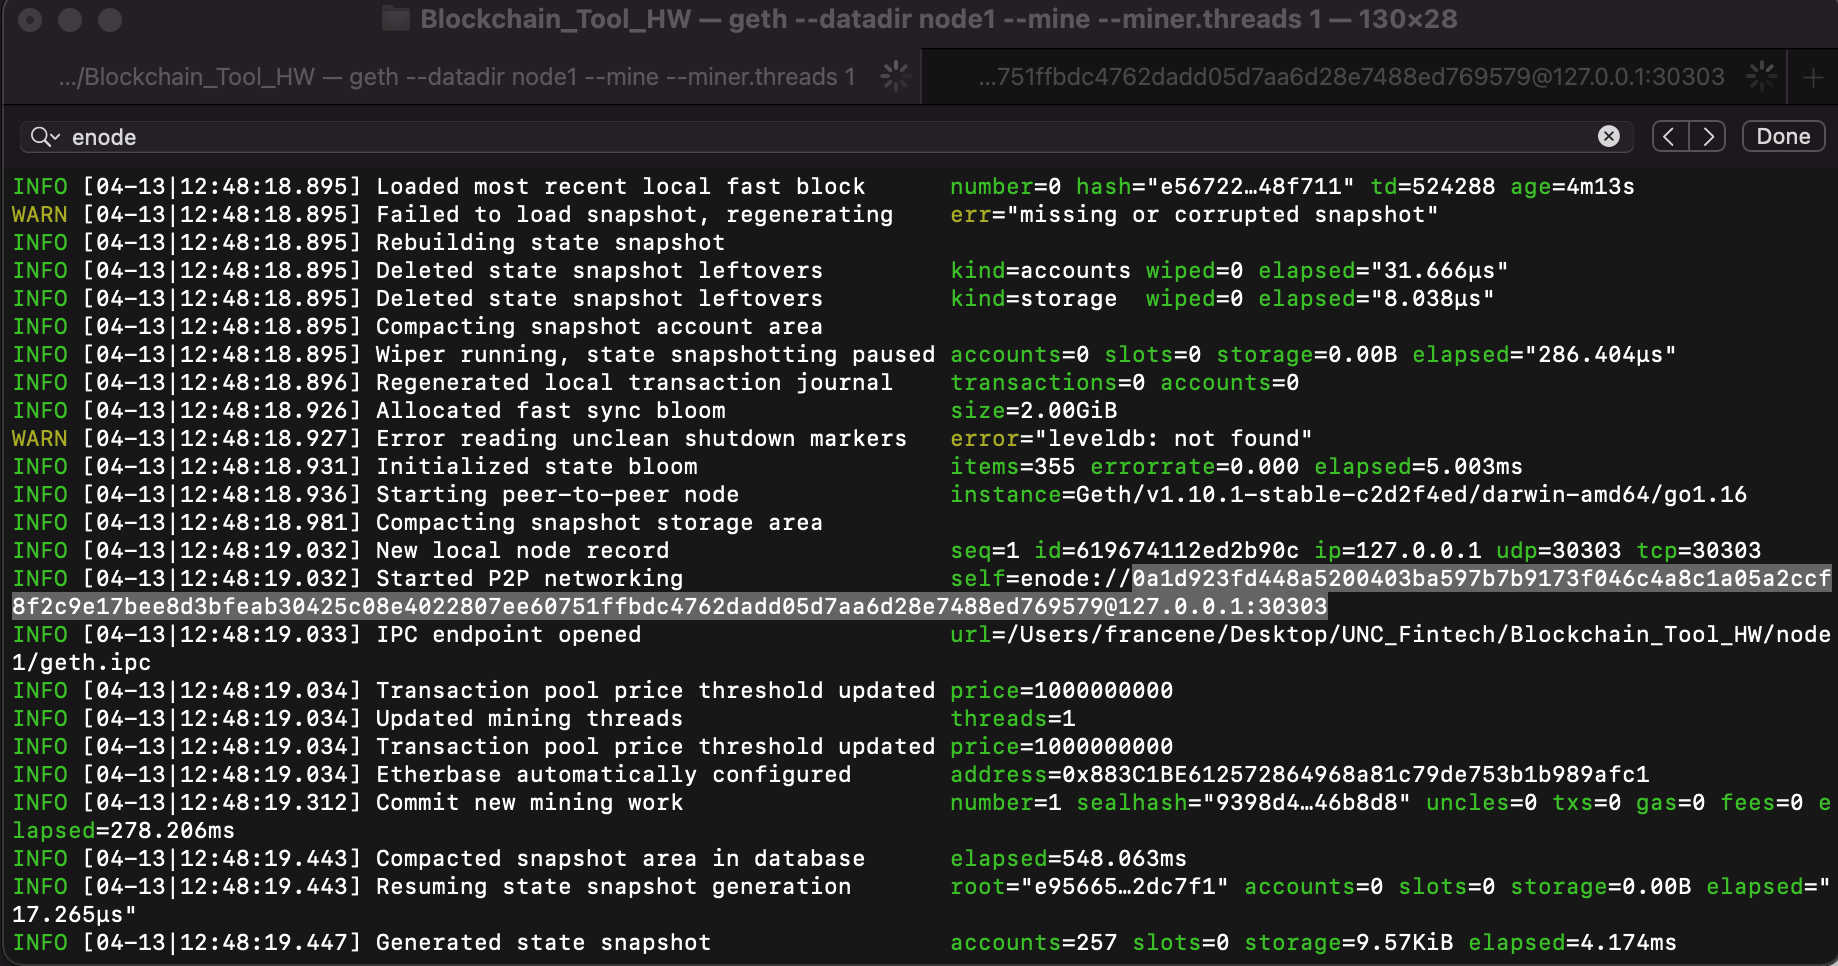 Blockchain_Tool_HW — geth --datadir node1 --mine --miner.threads 1 — 130×28
.../Blockchain_Tool_HW — geth --datadir node1 --mine --miner.threads 1
...751ffbdc4762dadd05d7aa6d28e7488ed769579@127.0.0.1:30303
enode
Done
INFO [04-13|12:48:18.895] Loaded most recent local fast block      number=0 hash="e56722…48f711" td=524288 age=4m13s
WARN [04-13|12:48:18.895] Failed to load snapshot, regenerating    err="missing or corrupted snapshot"
INFO [04-13|12:48:18.895] Rebuilding state snapshot
INFO [04-13|12:48:18.895] Deleted state snapshot leftovers         kind=accounts wiped=0 elapsed="31.666µs"
INFO [04-13|12:48:18.895] Deleted state snapshot leftovers         kind=storage  wiped=0 elapsed="8.038µs"
INFO [04-13|12:48:18.895] Compacting snapshot account area
INFO [04-13|12:48:18.895] Wiper running, state snapshotting paused accounts=0 slots=0 storage=0.00B elapsed="286.404µs"
INFO [04-13|12:48:18.896] Regenerated local transaction journal    transactions=0 accounts=0
INFO [04-13|12:48:18.926] Allocated fast sync bloom                size=2.00GiB
WARN [04-13|12:48:18.927] Error reading unclean shutdown markers   error="leveldb: not found"
INFO [04-13|12:48:18.931] Initialized state bloom                  items=355 errorrate=0.000 elapsed=5.003ms
INFO [04-13|12:48:18.936] Starting peer-to-peer node               instance=Geth/v1.10.1-stable-c2d2f4ed/darwin-amd64/go1.16
INFO [04-13|12:48:18.981] Compacting snapshot storage area
INFO [04-13|12:48:19.032] New local node record                    seq=1 id=619674112ed2b90c ip=127.0.0.1 udp=30303 tcp=30303
INFO [04-13|12:48:19.032] Started P2P networking                   self=enode://0a1d923fd448a5200403ba597b7b9173f046c4a8c1a05a2ccf
8f2c9e17bee8d3bfeab30425c08e4022807ee60751ffbdc4762dadd05d7aa6d28e7488ed769579@127.0.0.1:30303
INFO [04-13|12:48:19.033] IPC endpoint opened                      url=/Users/francene/Desktop/UNC_Fintech/Blockchain_Tool_HW/node
1/geth.ipc
INFO [04-13|12:48:19.034] Transaction pool price threshold updated price=1000000000
INFO [04-13|12:48:19.034] Updated mining threads                   threads=1
INFO [04-13|12:48:19.034] Transaction pool price threshold updated price=1000000000
INFO [04-13|12:48:19.034] Etherbase automatically configured       address=0x883C1BE612572864968a81c79de753b1b989afc1
INFO [04-13|12:48:19.312] Commit new mining work                   number=1 sealhash="9398d4…46b8d8" uncles=0 txs=0 gas=0 fees=0 e
lapsed=278.206ms
INFO [04-13|12:48:19.443] Compacted snapshot area in database      elapsed=548.063ms
INFO [04-13|12:48:19.443] Resuming state snapshot generation       root="e95665…2dc7f1" accounts=0 slots=0 storage=0.00B elapsed="
17.265µs"
INFO [04-13|12:48:19.447] Generated state snapshot                 accounts=257 slots=0 storage=9.57KiB elapsed=4.174ms